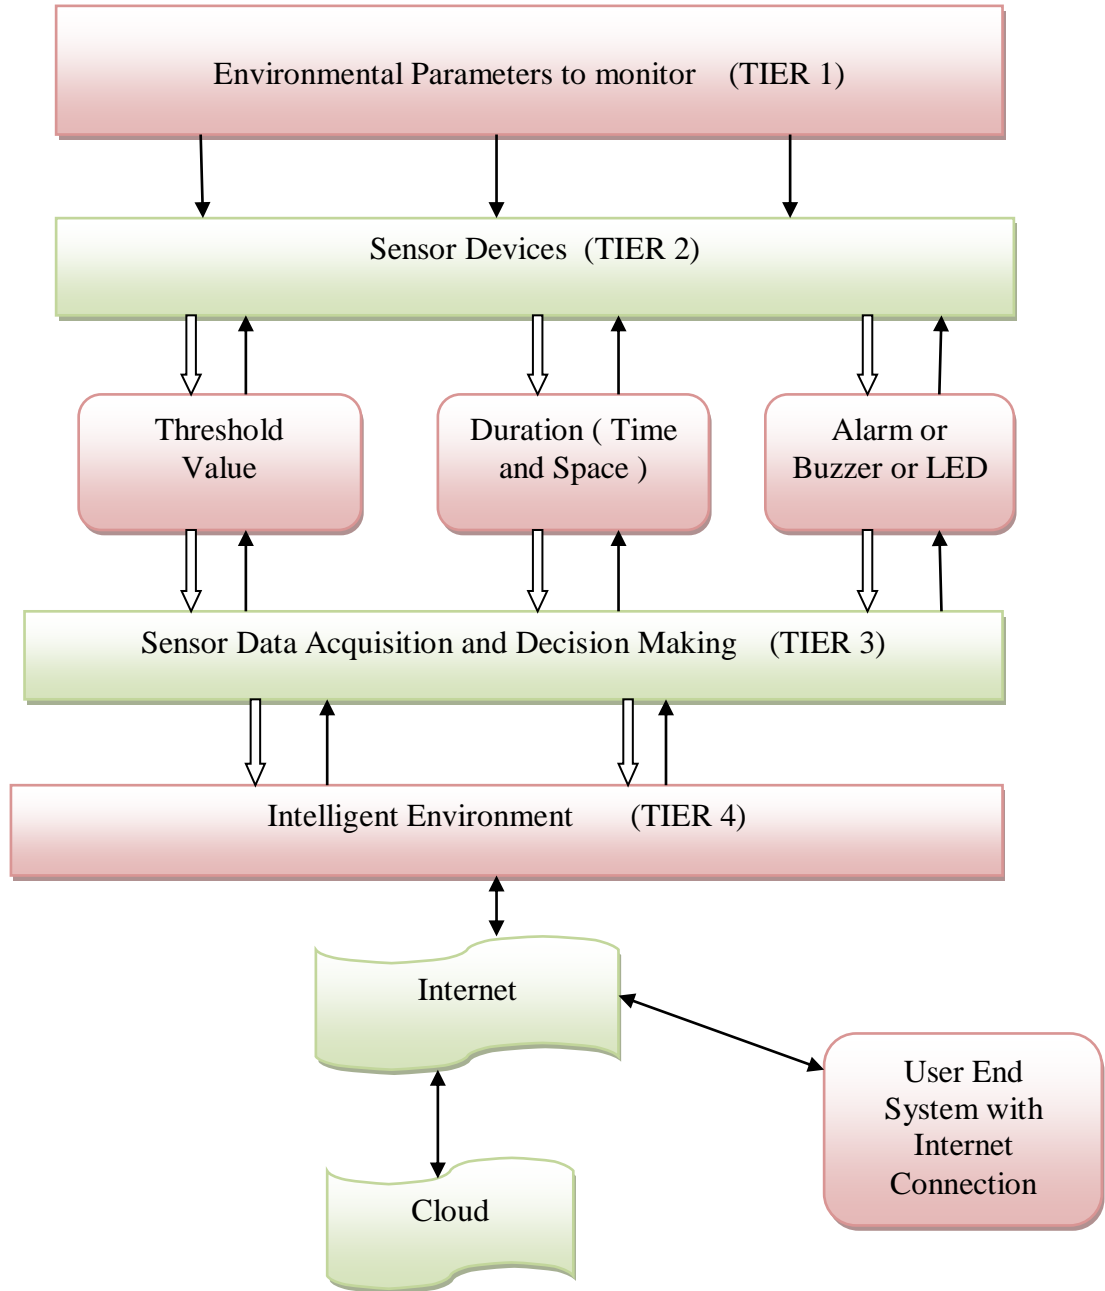 Environmental Parameters to monitor (TIER 1)
Sensor Devices (TIER 2)
Threshold
Value
Duration ( Time
and Space )
Alarm or
Buzzer or LED
Sensor Data Acquisition and Decision Making (TIER 3)
Intelligent Environment (TIER 4)
Internet
User End
System with
Internet
Connection
Cloud